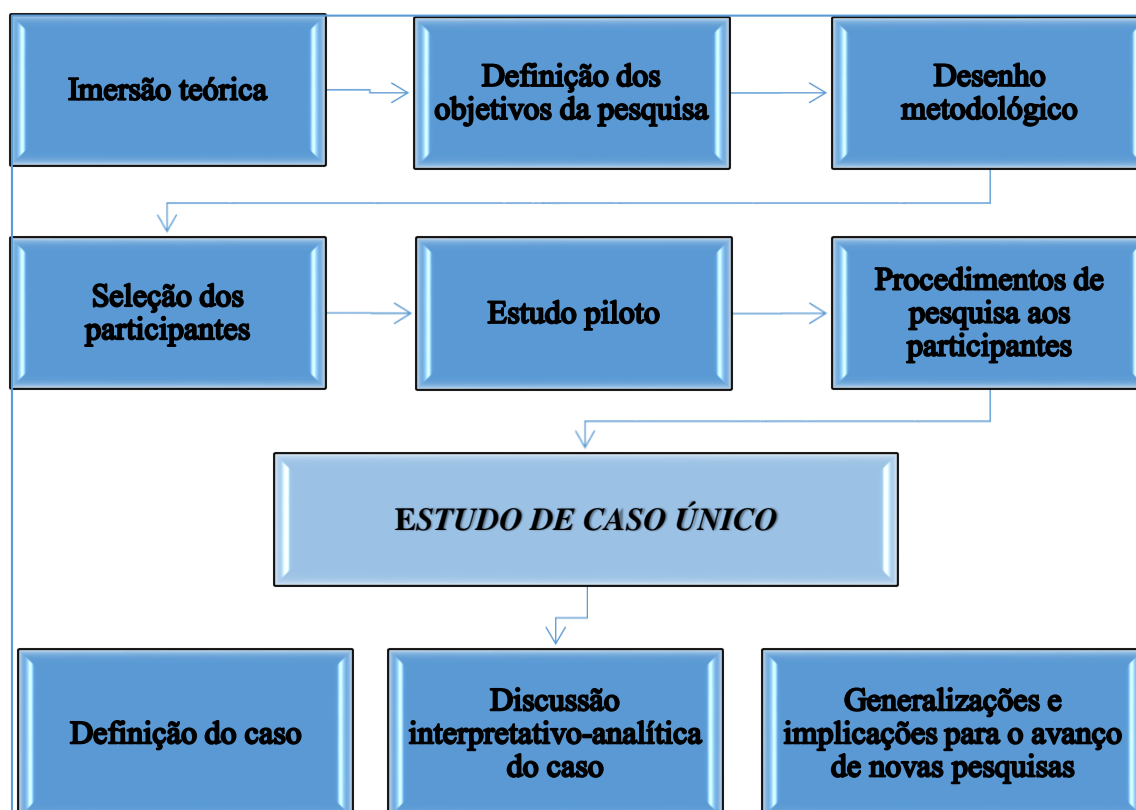 Imersão teórica
Definição dos
objetivos da pesquisa
Desenho
metodológico
Seleção dos
participantes
Estudo piloto
Procedimentos de
pesquisa aos
participantes
ESTUDO DE CASO ÚNICO
Definição do caso
Discussão
interpretativo-analítica
do caso
Generalizações e
implicações para o avanço
de novas pesquisas